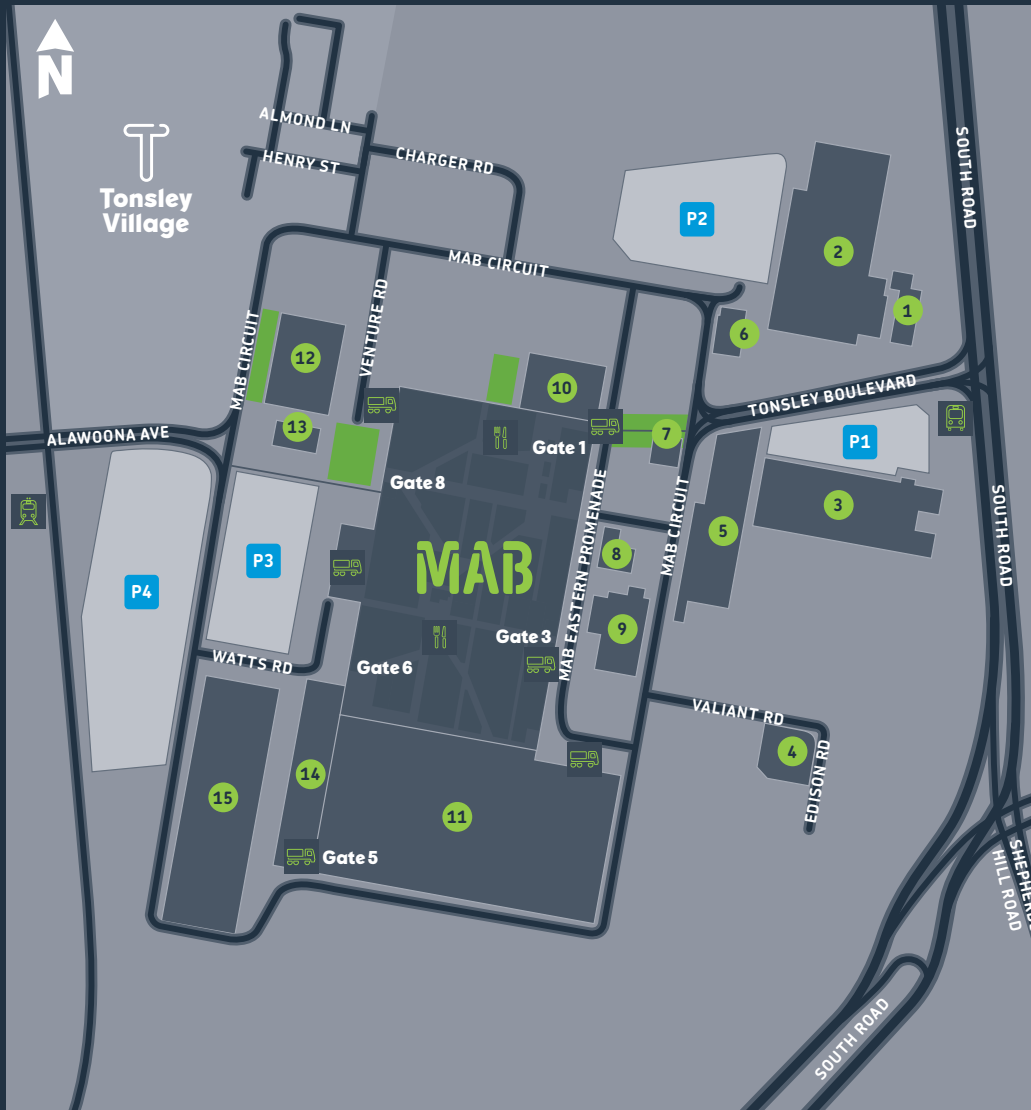 N
Tonsley
Village
ALMOND LN
HENRY ST
CHARGER RD
SOUTH ROAD
P2
2
MAB CIRCUIT
1
VENTURE RD
6
MAB CIRCUIT
12
10
TONSLEY BOULEVARD
13
ALAWOONA AVE
Gate 1
7
P1
Gate 8
MAB CIRCUIT
3
SOUTH ROAD
MAB EASTERN PROMENADE
5
8
P3
MAB
P4
9
Gate 3
WATTS RD
Gate 6
VALIANT RD
4
EDISON RD
14
15
11
Gate 5
HILL ROAD
SOUTH ROAD